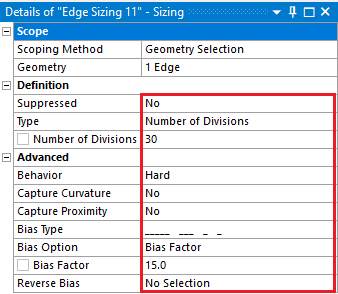 Details of "Edge Sizing 11" - Sizing
Scope
Scoping Method Geometry Selection
Geometry 1 Edge
Definition
Suppressed No
Type Number of Divisions
Number of Divisions 30
Advanced
Behavior Hard
Capture Curvature No
Capture Proximity No
Bias Type _____ ___ _ _
Bias Option Bias Factor
Bias Factor 15.0
Reverse Bias No Selection